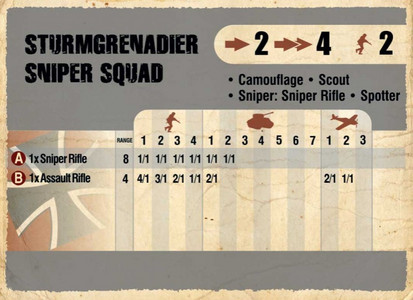 STURMGRENADIER 2 4 2
SNIPER SQUAD
• Camouflage • Scout
• Sniper: Sniper Rifle • Spotter
RANGE 1 2 3 4 1 2 3 4 5 6 7 1 2 3
A 1x Sniper Rifle 8 1/1 1/1 1/1 1/1 1/1 1/1
B 1x Assault Rifle 4 4/1 3/1 2/1 1/1 2/1 2/1 1/1